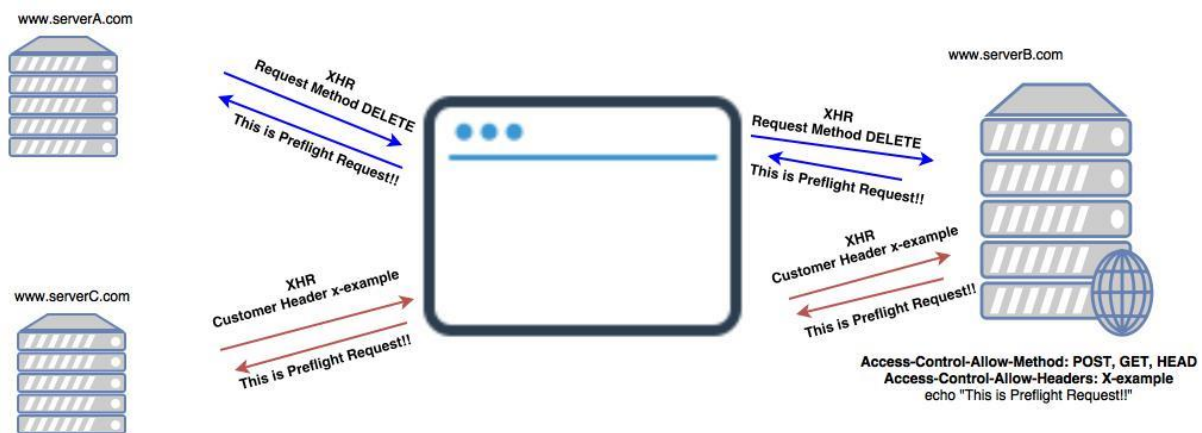 www.serverA.com
XHR
Request Method DELETE
This is Preflight Request!!
www.serverB.com
XHR
Request Method DELETE
This is Preflight Request!!
www.serverC.com
XHR
Customer Header x-example
This is Preflight Request!!
XHR
Customer Header x-example
This is Preflight Request!!
Access-Control-Allow-Method: POST, GET, HEAD
Access-Control-Allow-Headers: X-example
echo "This is Preflight Request!!"